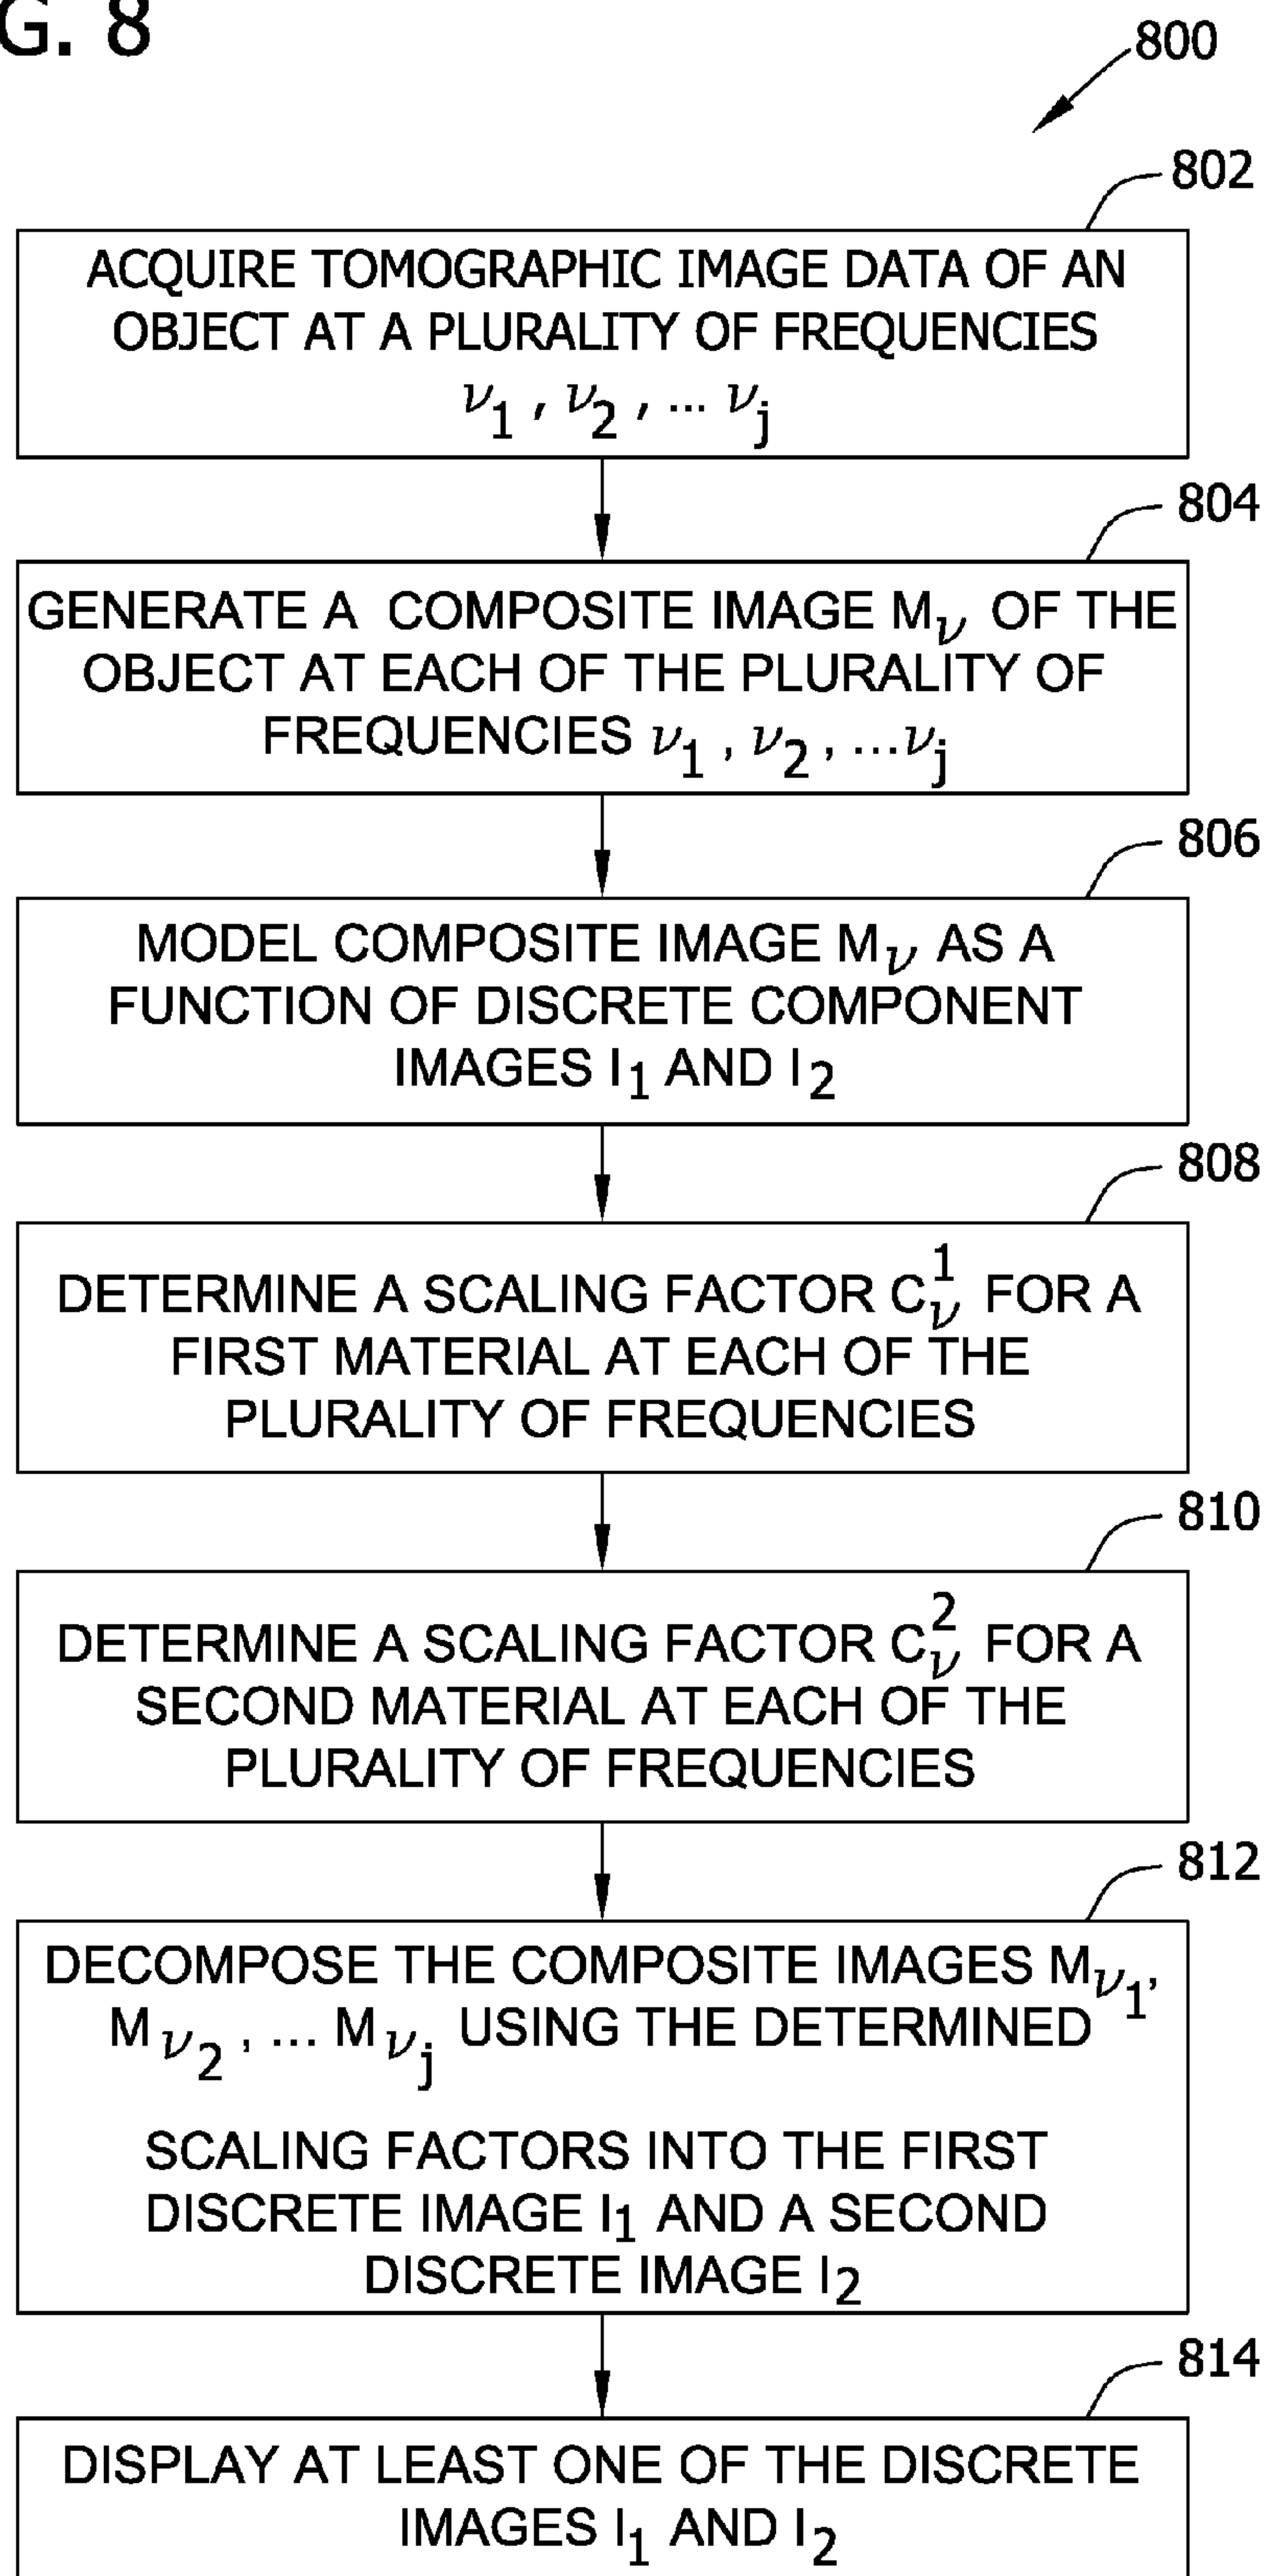 G. 8
800
802
ACQUIRE TOMOGRAPHIC IMAGE DATA OF AN
OBJECT AT A PLURALITY OF FREQUENCIES
ν1 , ν2 , ... νj
804
GENERATE A COMPOSITE IMAGE Mν OF THE
OBJECT AT EACH OF THE PLURALITY OF
FREQUENCIES ν1 , ν2 , ...νj
806
MODEL COMPOSITE IMAGE Mν AS A
FUNCTION OF DISCRETE COMPONENT
IMAGES I1 AND I2
808
DETERMINE A SCALING FACTOR C1ν FOR A
FIRST MATERIAL AT EACH OF THE
PLURALITY OF FREQUENCIES
810
DETERMINE A SCALING FACTOR C2ν FOR A
SECOND MATERIAL AT EACH OF THE
PLURALITY OF FREQUENCIES
812
DECOMPOSE THE COMPOSITE IMAGES Mν1,
Mν2 , ... Mνj USING THE DETERMINED
SCALING FACTORS INTO THE FIRST
DISCRETE IMAGE I1 AND A SECOND
DISCRETE IMAGE I2
814
DISPLAY AT LEAST ONE OF THE DISCRETE
IMAGES I1 AND I2